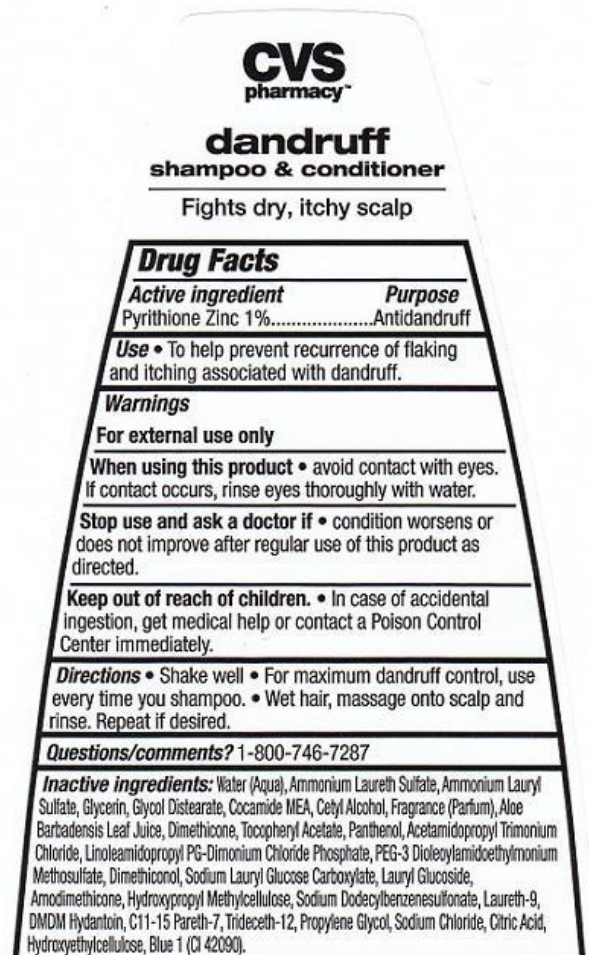 CVS
pharmacy™
dandruff
shampoo & conditioner
Fights dry, itchy scalp
Drug Facts
Active ingredient Purpose
Pyrithione Zinc 1%....................Antidandruff
Use • To help prevent recurrence of flaking
and itching associated with dandruff.
Warnings
For external use only
When using this product • avoid contact with eyes.
If contact occurs, rinse eyes thoroughly with water.
Stop use and ask a doctor if • condition worsens or
does not improve after regular use of this product as
directed.
Keep out of reach of children. • In case of accidental
ingestion, get medical help or contact a Poison Control
Center immediately.
Directions • Shake well • For maximum dandruff control, use
every time you shampoo. • Wet hair, massage onto scalp and
rinse. Repeat if desired.
Questions/comments? 1-800-746-7287
Inactive ingredients: Water (Aqua), Ammonium Laureth Sulfate, Ammonium Lauryl
Sulfate, Glycerin, Glycol Distearate, Cocamide MEA, Cetyl Alcohol, Fragrance (Parfum), Aloe
Barbadensis Leaf Juice, Dimethicone, Tocopheryl Acetate, Panthenol, Acetamidopropyl Trimonium
Chloride, Linoleamidopropyl PG-Dimonium Chloride Phosphate, PEG-3 Dioleoylamidoethylmonium
Methosulfate, Dimethiconol, Sodium Lauryl Glucose Carboxylate, Lauryl Glucoside,
Amodimethicone, Hydroxypropyl Methylcellulose, Sodium Dodecylbenzenesulfonate, Laureth-9,
DMDM Hydantoin, C11-15 Pareth-7, Trideceth-12, Propylene Glycol, Sodium Chloride, Citric Acid,
Hydroxyethylcellulose, Blue 1 (CI 42090).